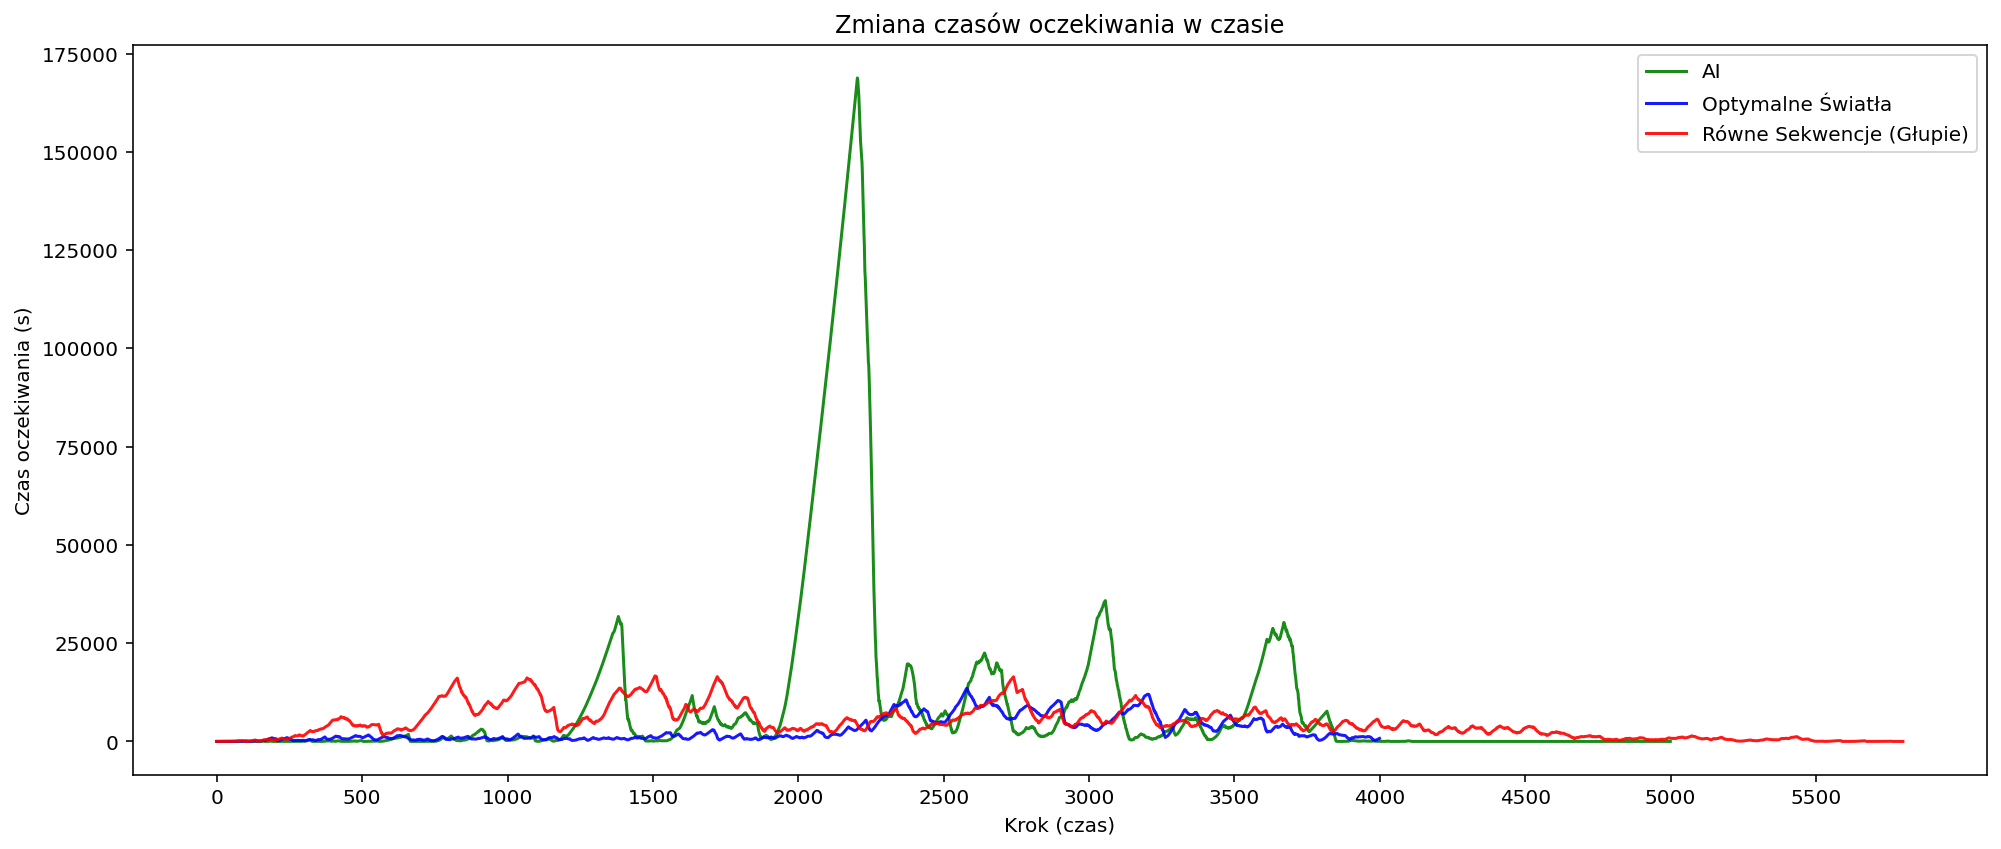 Zmiana czasów oczekiwania w czasie
AI
Optymalne Światła
Równe Sekwencje (Głupie)
Czas oczekiwania (s)
175000
150000
125000
100000
75000
50000
25000
0
0 500 1000 1500 2000 2500 3000 3500 4000 4500 5000 5500
Krok (czas)